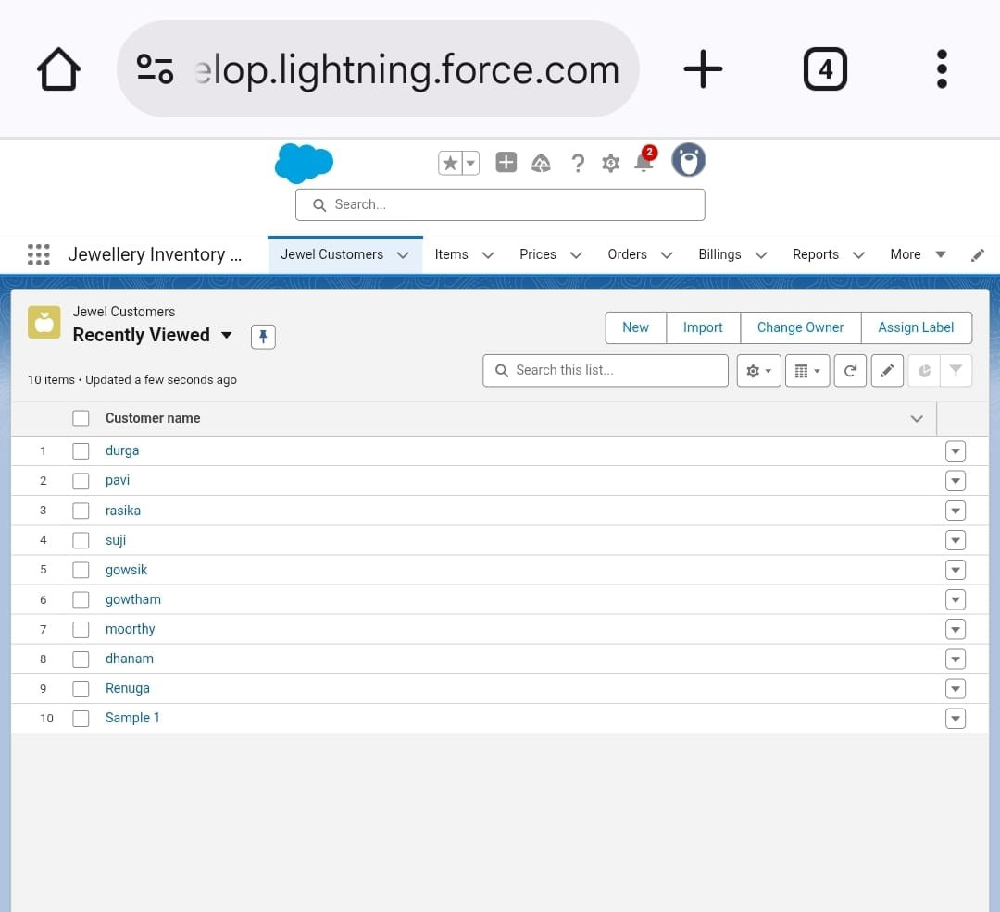 elop.lightning.force.com
4
2
Search...
Jewellery Inventory ...
Jewel Customers
Items
Prices
Orders
Billings
Reports
More
Jewel Customers
Recently Viewed
New
Import
Change Owner
Assign Label
10 items • Updated a few seconds ago
Search this list...
Customer name
1 durga
2 pavi
3 rasika
4 suji
5 gowsik
6 gowtham
7 moorthy
8 dhanam
9 Renuga
10 Sample 1